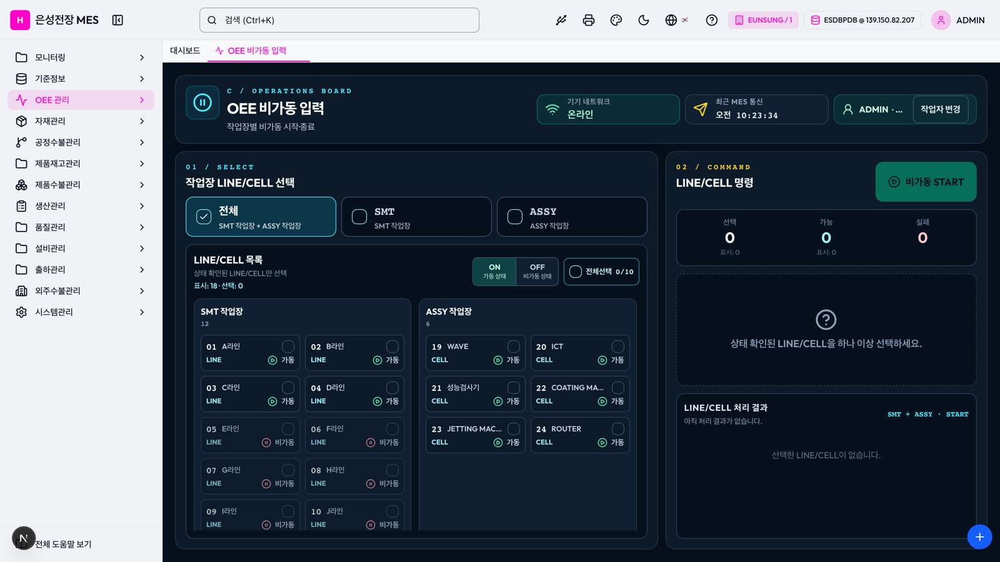 H 은성전장 MES
검색 (Ctrl+K)
EUNSUNG / 1
ESDBPDB @ 139.150.82.207
ADMIN
모니터링
기준정보
OEE 관리
자재관리
공정수불관리
제품재고관리
제품수불관리
생산관리
품질관리
설비관리
출하관리
외주수불관리
시스템관리
N 전체 도움말 보기
대시보드
OEE 비가동 입력
C / OPERATIONS BOARD
OEE 비가동 입력
작업장별 비가동 시작·종료
기기 네트워크
온라인
최근 MES 통신
오전 10:23:34
ADMIN · ...
작업자 변경
01 / SELECT
작업장 LINE/CELL 선택
전체
SMT 작업장 + ASSY 작업장
SMT
SMT 작업장
ASSY
ASSY 작업장
LINE/CELL 목록
상태 확인된 LINE/CELL만 선택
표시: 18 · 선택: 0
ON
가동 상태
OFF
비가동 상태
전체선택 0/10
SMT 작업장
12
01 A라인
LINE 가동
02 B라인
LINE 가동
03 C라인
LINE 가동
04 D라인
LINE 가동
05 E라인
LINE 비가동
06 F라인
LINE 비가동
07 G라인
LINE 비가동
08 H라인
LINE 비가동
09 I라인
LINE 비가동
10 J라인
LINE 비가동
ASSY 작업장
6
19 WAVE
CELL 가동
20 ICT
CELL 가동
21 성능검사기
CELL 가동
22 COATING MA...
CELL 가동
23 JETTING MAC...
CELL 가동
24 ROUTER
CELL 가동
02 / COMMAND
LINE/CELL 명령
비가동 START
선택
0
표시: 0
가능
0
표시: 0
실패
0
상태 확인된 LINE/CELL을 하나 이상 선택하세요.
LINE/CELL 처리 결과
아직 처리 결과가 없습니다.
SMT + ASSY · START
선택한 LINE/CELL이 없습니다.